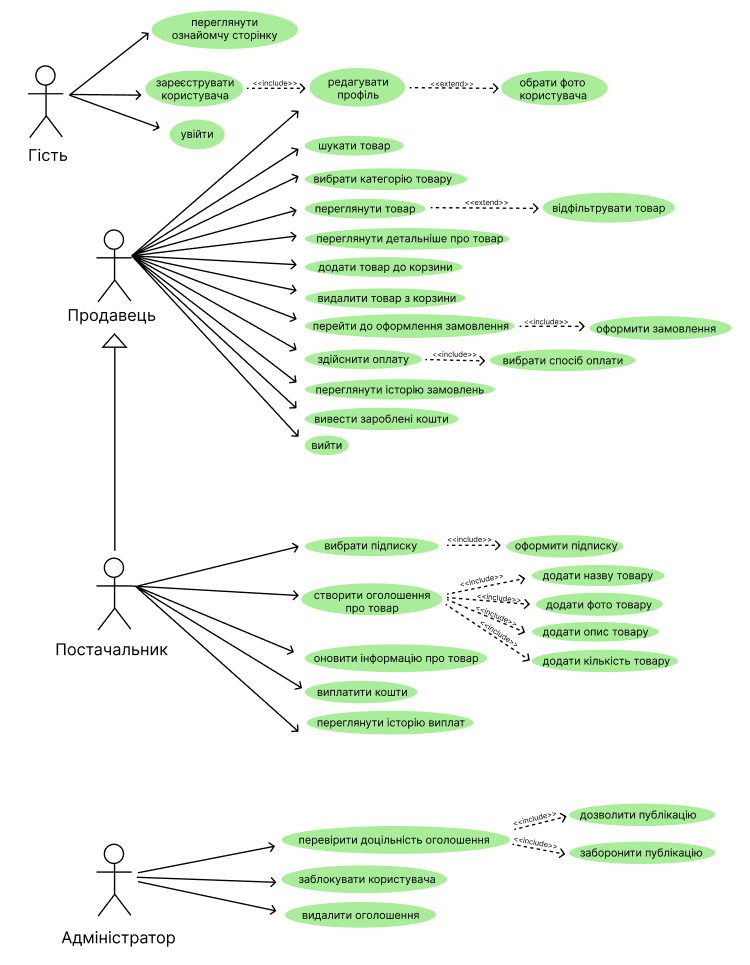 переглянути
ознайомчу сторінку
зареєструвати
користувача
<<include>>
редагувати
профіль
<<extend>>
обрати фото
користувача
увійти
Гість
шукати товар
вибрати категорію товару
переглянути товар
<<extend>>
відфільтрувати товар
переглянути детальніше про товар
додати товар до корзини
видалити товар з корзини
Продавець
перейти до оформлення замовлення
<<include>>
оформити замовлення
здійснити оплату
<<include>>
вибрати спосіб оплати
переглянути історію замовлень
вивести зароблені кошти
вийти
вибрати підписку
<<include>>
оформити підписку
створити оголошення
про товар
<<include>>
додати назву товару
<<include>>
додати фото товару
<<include>>
додати опис товару
<<include>>
додати кількість товару
Постачальник
оновити інформацію про товар
виплатити кошти
переглянути історію виплат
перевірити доцільність оголошення
<<include>>
дозволити публікацію
<<include>>
заборонити публікацію
заблокувати користувача
видалити оголошення
Адміністратор